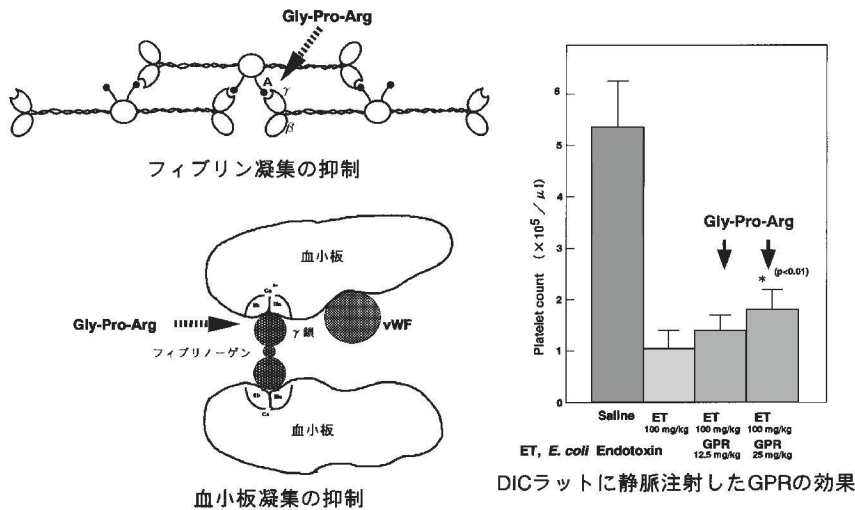 Gly-Pro-Arg
A
γ
β
フィブリン凝集の抑制
血小板
Gly-Pro-Arg
γ鎖
vWF
フィブリノーゲン
血小板
血小板凝集の抑制
Platelet count (×10⁵/μl)
6
5
4
3
2
1
0
Gly-Pro-Arg
* (p<0.01)
Saline
ET
100 mg/kg
ET
100 mg/kg
GPR
12.5 mg/kg
ET
100 mg/kg
GPR
25 mg/kg
ET, E. coli Endotoxin
DICラットに静脈注射したGPRの効果